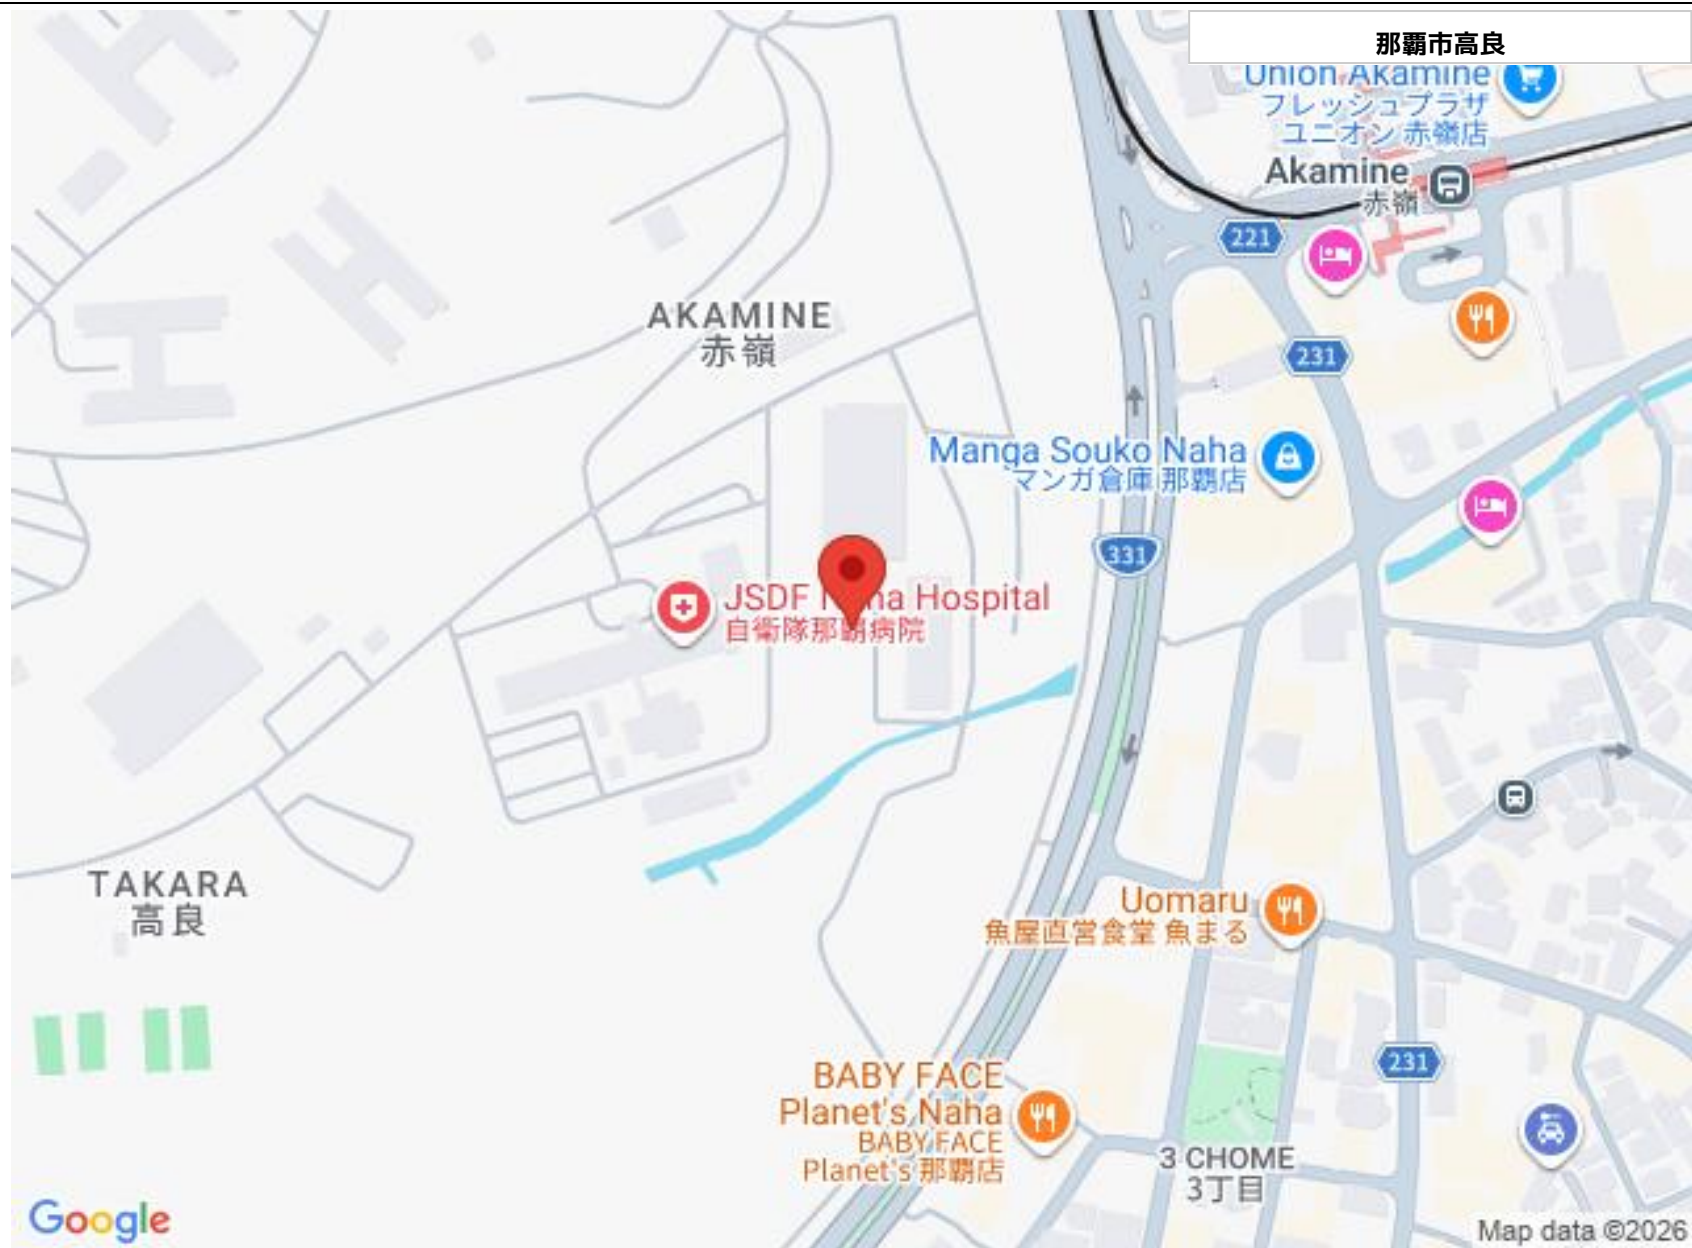 那覇市高良
Union Akamine
フレッシュプラザ
ユニオン 赤嶺店
Akamine
赤嶺
221
AKAMINE
赤嶺
231
Manga Souko Naha
マンガ倉庫 那覇店
331
JSDF Hospital
自衛隊那覇病院
TAKARA
高良
Uomaru
魚屋直営食堂 魚まる
231
BABY FACE
Planet's Naha
BABY FACE
Planet's 那覇店
3 CHOME
3丁目
Google
Map data ©2026